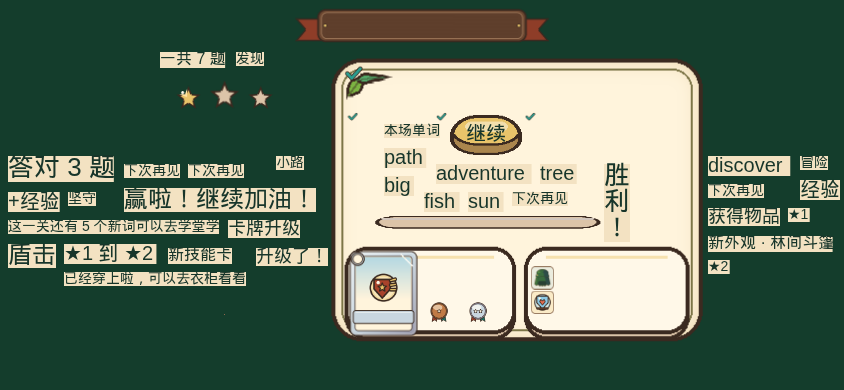 一共 7 题
发现
答对 3 题
下次再见
下次再见
小路
+经验
坚守
赢啦！继续加油！
这一关还有 5 个新词可以去学堂学
卡牌升级
盾击
★1 到 ★2
新技能卡
升级了！
已经穿上啦，可以去衣柜看看
本场单词
继续
path
adventure
tree
big
fish
sun
下次再见
胜利！
discover
冒险
下次再见
经验
获得物品
★1
新外观 · 林间斗篷
★2